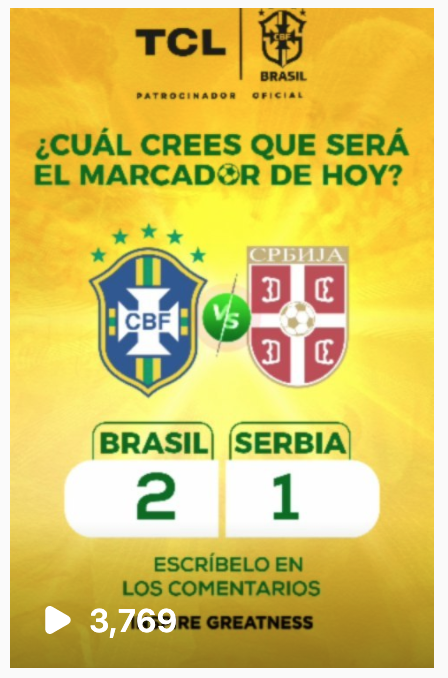 TCL
CBF
BRASIL
PATROCINADOR OFICIAL
¿CUÁL CREES QUE SERÁ
EL MARCADOR DE HOY?
СРБИЈА
CBF
VS
BRASIL SERBIA
2 1
ESCRÍBELO EN
LOS COMENTARIOS
3,769
GREATNESS